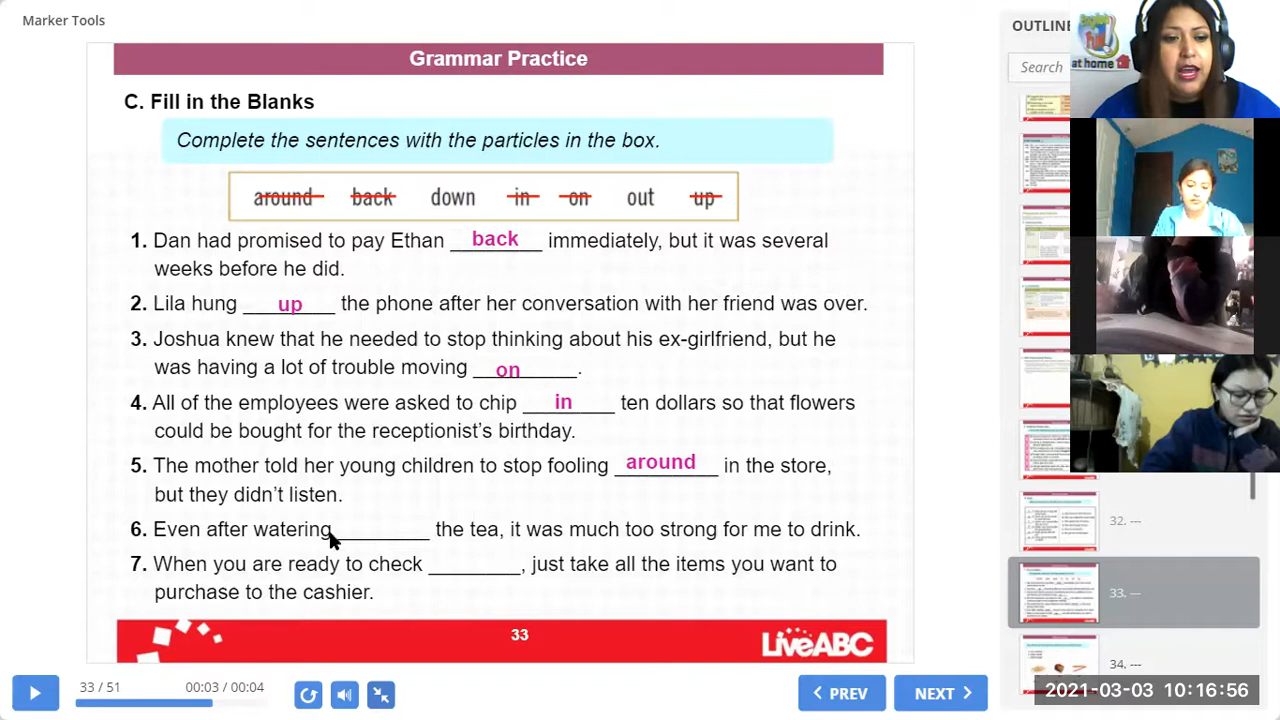 Marker Tools
OUTLINE
Search
at home
Grammar Practice
C. Fill in the Blanks
Complete the sentences with the particles in the box.
around back down in on out up
1. Dan had promised to pay Ethan back immediately, but it was several
weeks before he did.
2. Lila hung up the phone after the conversation with her friend was over.
3. Joshua knew that he needed to stop thinking about his ex-girlfriend, but he
was having a lot of trouble moving on.
4. All of the employees were asked to chip in ten dollars so that flowers
could be bought for the receptionist's birthday.
5. The mother told her young children to stop fooling around in the store,
but they didn't listen.
6. Even after watering the coffee, it was still too strong for me to drink.
7. When you are ready to check _______, just take all the items you want to
purchase to the cashier.
33
LiveABC
32. ---
33. ---
34. ---
33 / 51
00:03 / 00:04
PREV
NEXT
2021-03-03 10:16:56